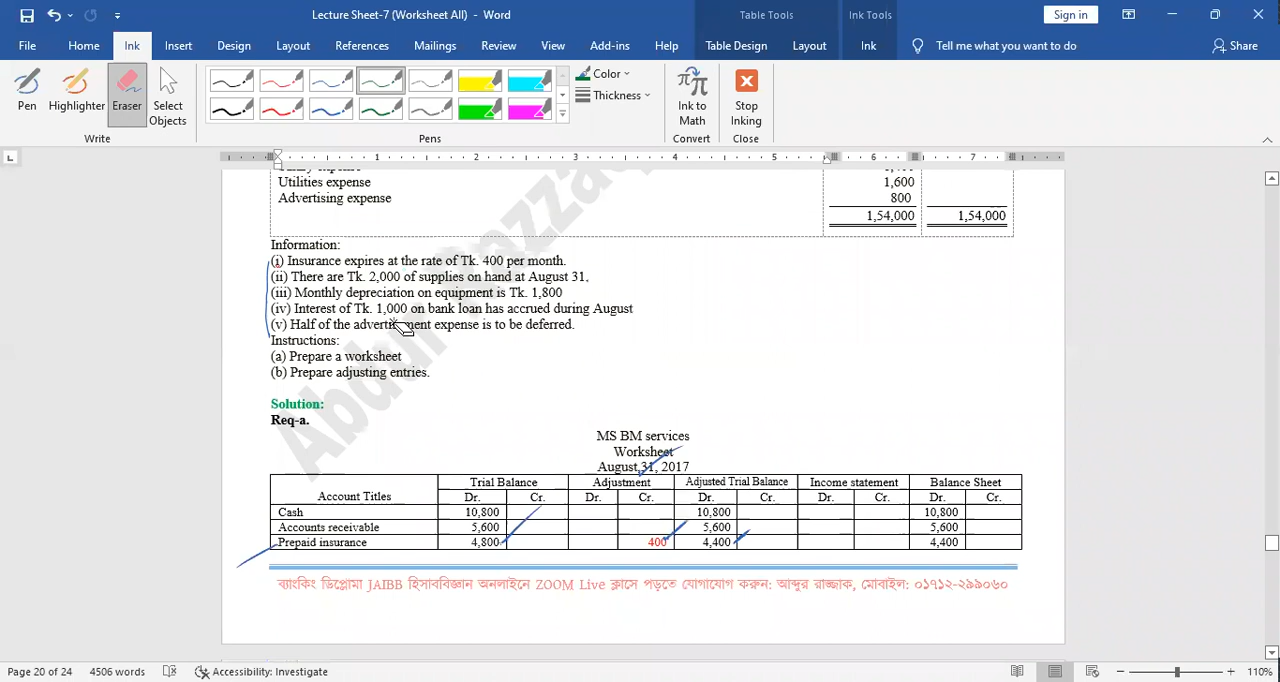 Lecture Sheet-7 (Worksheet All) - Word
Table Tools
Ink Tools
Sign in
File Home Ink Insert Design Layout References Mailings Review View Add-ins Help Table Design Layout Ink Tell me what you want to do Share
Pen Highlighter Eraser Select Objects
Color
Thickness
Ink to Math
Stop Inking
Write Pens Convert Close
1 2 3 4 5 6 7
Utilities expense 1,600
Advertising expense 800
1,54,000 1,54,000
Information:
(i) Insurance expires at the rate of Tk. 400 per month.
(ii) There are Tk. 2,000 of supplies on hand at August 31.
(iii) Monthly depreciation on equipment is Tk. 1,800
(iv) Interest of Tk. 1,000 on bank loan has accrued during August
(v) Half of the advertisment expense is to be deferred.
Instructions:
(a) Prepare a worksheet
(b) Prepare adjusting entries.
Solution:
Req-a.
MS BM services
Worksheet
August,31, 2017
Account Titles Trial Balance Adjustment Adjusted Trial Balance Income statement Balance Sheet
Dr. Cr. Dr. Cr. Dr. Cr. Dr. Cr. Dr. Cr.
Cash 10,800 10,800 10,800
Accounts receivable 5,600 5,600 5,600
Prepaid insurance 4,800 400 4,400 4,400
ব্যাংকিং ডিপ্লোমা JAIBB হিসাববিজ্ঞান অনলাইনে ZOOM Live ক্লাসে পড়তে যোগাযোগ করুন: আব্দুর রাজ্জাক, মোবাইল: ০১৭১২-২৯৯০৬০
Page 20 of 24 4506 words Accessibility: Investigate 110%